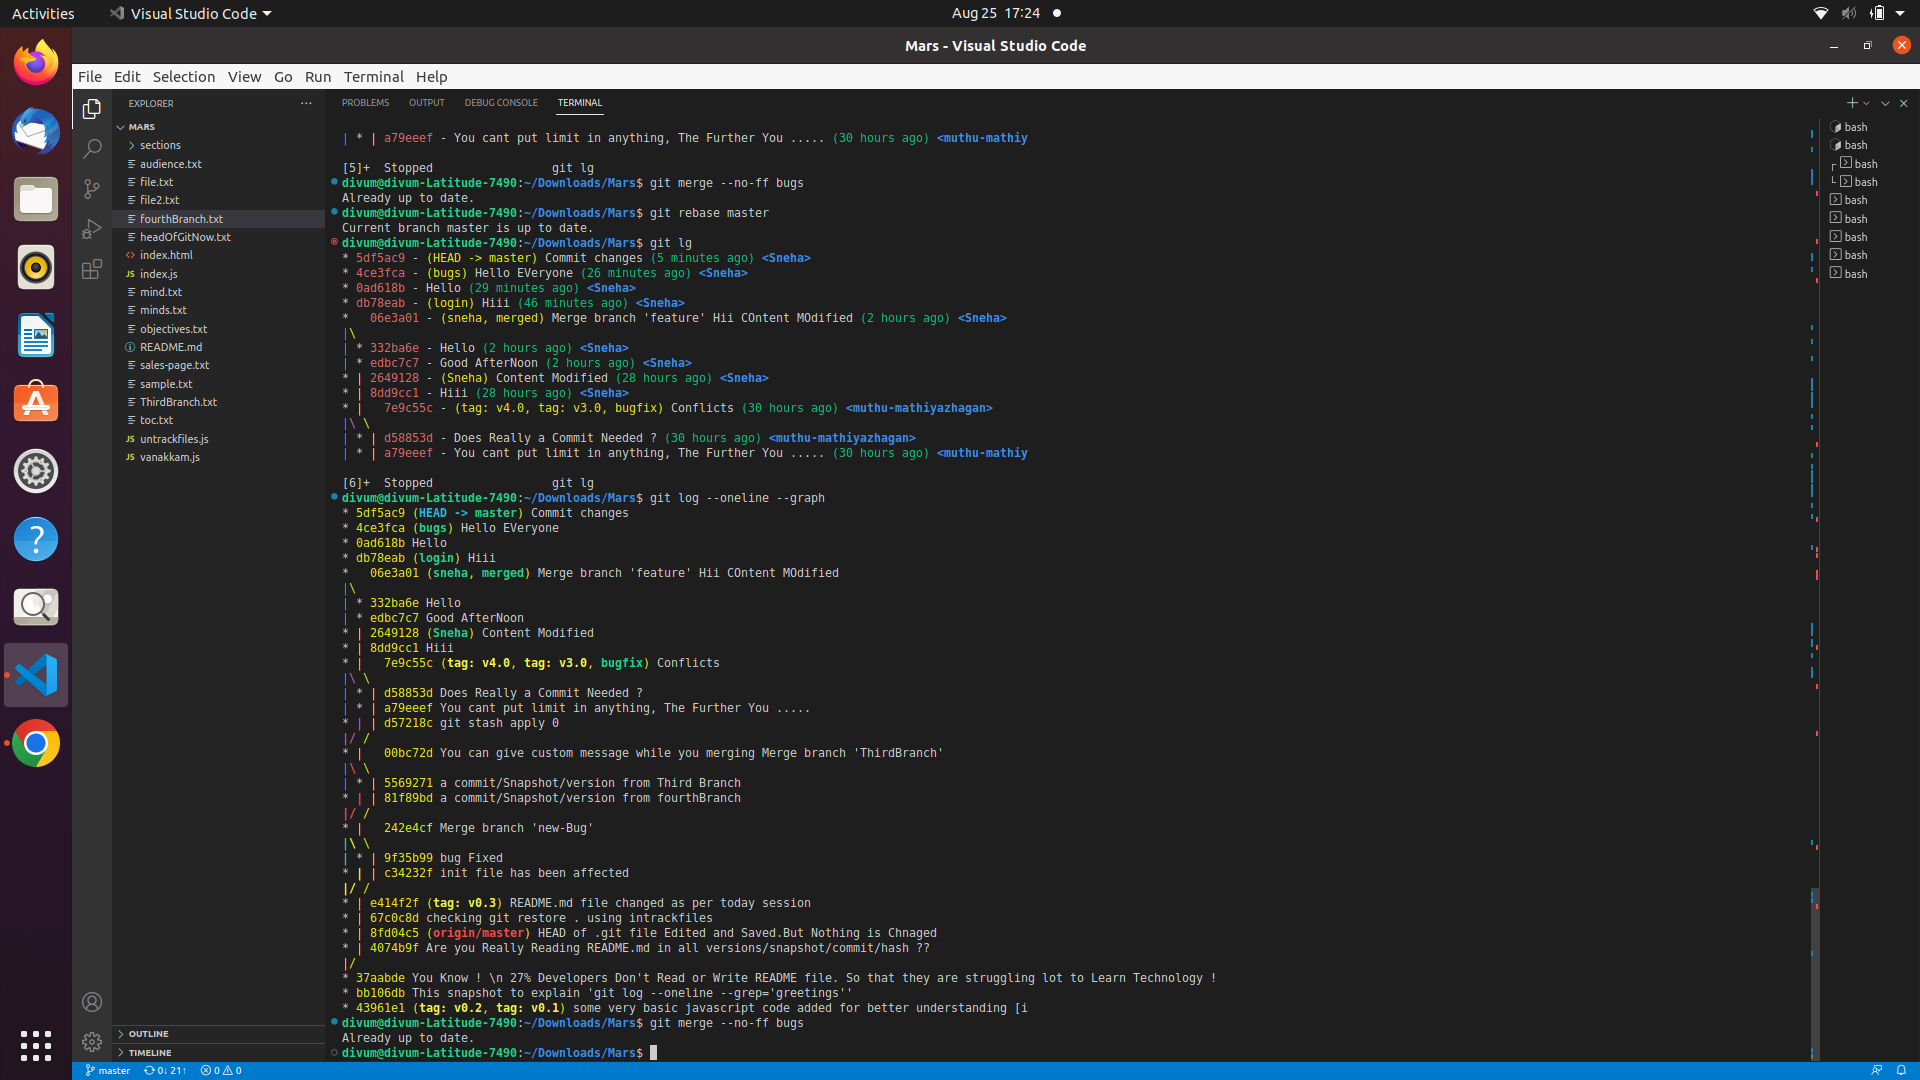 Activities
Visual Studio Code
Aug 25 17:24
Mars - Visual Studio Code
File Edit Selection View Go Run Terminal Help
EXPLORER
MARS
sections
audience.txt
file.txt
file2.txt
fourthBranch.txt
headOfGitNow.txt
index.html
JS index.js
mind.txt
minds.txt
objectives.txt
README.md
sales-page.txt
sample.txt
ThirdBranch.txt
toc.txt
JS untrackfiles.js
JS vanakkam.js
OUTLINE
TIMELINE
PROBLEMS OUTPUT DEBUG CONSOLE TERMINAL
| * | a79eeef - You cant put limit in anything, The Further You ..... (30 hours ago) <muthu-mathiy
[5]+  Stopped                 git lg
divum@divum-Latitude-7490:~/Downloads/Mars$ git merge --no-ff bugs
Already up to date.
divum@divum-Latitude-7490:~/Downloads/Mars$ git rebase master
Current branch master is up to date.
divum@divum-Latitude-7490:~/Downloads/Mars$ git lg
* 5df5ac9 - (HEAD -> master) Commit changes (5 minutes ago) <Sneha>
* 4ce3fca - (bugs) Hello EVeryone (26 minutes ago) <Sneha>
* 0ad618b - Hello (29 minutes ago) <Sneha>
* db78eab - (login) Hiii (46 minutes ago) <Sneha>
*   06e3a01 - (sneha, merged) Merge branch 'feature' Hii COntent MOdified (2 hours ago) <Sneha>
|\
| * 332ba6e - Hello (2 hours ago) <Sneha>
| * edbc7c7 - Good AfterNoon (2 hours ago) <Sneha>
* | 2649128 - (Sneha) Content Modified (28 hours ago) <Sneha>
* | 8dd9cc1 - Hiii (28 hours ago) <Sneha>
* |   7e9c55c - (tag: v4.0, tag: v3.0, bugfix) Conflicts (30 hours ago) <muthu-mathiyazhagan>
|\ \
| * | d58853d - Does Really a Commit Needed ? (30 hours ago) <muthu-mathiyazhagan>
| * | a79eeef - You cant put limit in anything, The Further You ..... (30 hours ago) <muthu-mathiy
[6]+  Stopped                 git lg
divum@divum-Latitude-7490:~/Downloads/Mars$ git log --oneline --graph
* 5df5ac9 (HEAD -> master) Commit changes
* 4ce3fca (bugs) Hello EVeryone
* 0ad618b Hello
* db78eab (login) Hiii
*   06e3a01 (sneha, merged) Merge branch 'feature' Hii COntent MOdified
|\
| * 332ba6e Hello
| * edbc7c7 Good AfterNoon
* | 2649128 (Sneha) Content Modified
* | 8dd9cc1 Hiii
* |   7e9c55c (tag: v4.0, tag: v3.0, bugfix) Conflicts
|\ \
| * | d58853d Does Really a Commit Needed ?
| * | a79eeef You cant put limit in anything, The Further You .....
* | | d57218c git stash apply 0
|/ /
* |   00bc72d You can give custom message while you merging Merge branch 'ThirdBranch'
|\ \
| * | 5569271 a commit/Snapshot/version from Third Branch
* | | 81f89bd a commit/Snapshot/version from fourthBranch
|/ /
* |   242e4cf Merge branch 'new-Bug'
|\ \
| * | 9f35b99 bug Fixed
* | | c34232f init file has been affected
|/ /
* | e414f2f (tag: v0.3) README.md file changed as per today session
* | 67c0c8d checking git restore . using intrackfiles
* | 8fd04c5 (origin/master) HEAD of .git file Edited and Saved.But Nothing is Chnaged
* | 4074b9f Are you Really Reading README.md in all versions/snapshot/commit/hash ??
|/
* 37aabde You Know ! \n 27% Developers Don't Read or Write README file. So that they are struggling lot to Learn Technology !
* bb106db This snapshot to explain 'git log --oneline --grep='greetings''
* 43961e1 (tag: v0.2, tag: v0.1) some very basic javascript code added for better understanding [i
divum@divum-Latitude-7490:~/Downloads/Mars$ git merge --no-ff bugs
Already up to date.
divum@divum-Latitude-7490:~/Downloads/Mars$
bash
bash
bash
bash
bash
bash
bash
bash
bash
master 0↓ 21↑ 0 0